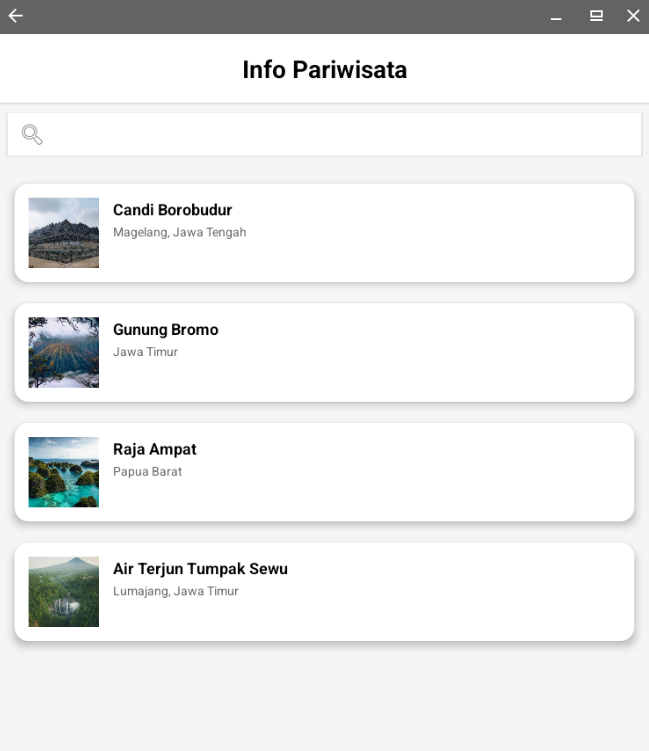 Info Pariwisata
Candi Borobudur
Magelang, Jawa Tengah
Gunung Bromo
Jawa Timur
Raja Ampat
Papua Barat
Air Terjun Tumpak Sewu
Lumajang, Jawa Timur